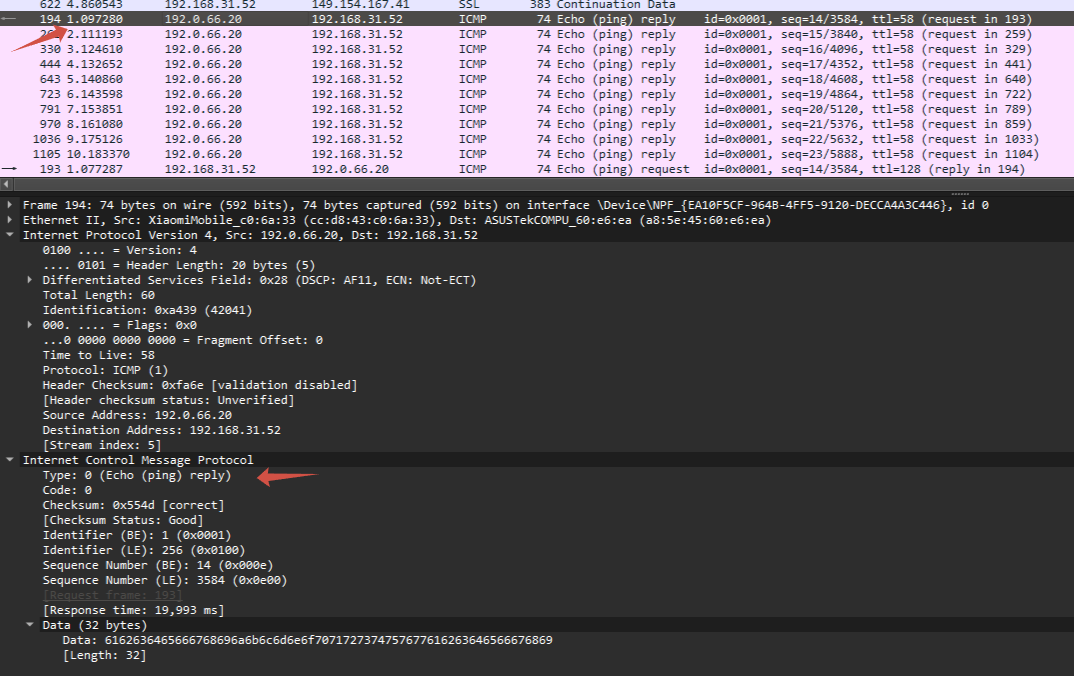 622 4.860543 192.168.31.52 149.154.167.41 SSL 383 Continuation Data
194 1.097280 192.0.66.20 192.168.31.52 ICMP 74 Echo (ping) reply id=0x0001, seq=14/3584, ttl=58 (request in 193)
2.111193 192.0.66.20 192.168.31.52 ICMP 74 Echo (ping) reply id=0x0001, seq=15/3840, ttl=58 (request in 259)
330 3.124610 192.0.66.20 192.168.31.52 ICMP 74 Echo (ping) reply id=0x0001, seq=16/4096, ttl=58 (request in 329)
444 4.132652 192.0.66.20 192.168.31.52 ICMP 74 Echo (ping) reply id=0x0001, seq=17/4352, ttl=58 (request in 441)
643 5.140860 192.0.66.20 192.168.31.52 ICMP 74 Echo (ping) reply id=0x0001, seq=18/4608, ttl=58 (request in 640)
723 6.143598 192.0.66.20 192.168.31.52 ICMP 74 Echo (ping) reply id=0x0001, seq=19/4864, ttl=58 (request in 722)
791 7.153851 192.0.66.20 192.168.31.52 ICMP 74 Echo (ping) reply id=0x0001, seq=20/5120, ttl=58 (request in 789)
970 8.161080 192.0.66.20 192.168.31.52 ICMP 74 Echo (ping) reply id=0x0001, seq=21/5376, ttl=58 (request in 859)
1036 9.175126 192.0.66.20 192.168.31.52 ICMP 74 Echo (ping) reply id=0x0001, seq=22/5632, ttl=58 (request in 1033)
1105 10.183370 192.0.66.20 192.168.31.52 ICMP 74 Echo (ping) reply id=0x0001, seq=23/5888, ttl=58 (request in 1104)
193 1.077287 192.168.31.52 192.0.66.20 ICMP 74 Echo (ping) request id=0x0001, seq=14/3584, ttl=128 (reply in 194)
Frame 194: 74 bytes on wire (592 bits), 74 bytes captured (592 bits) on interface \Device\NPF_{EA10F5CF-964B-4FF5-9120-DECCA4A3C446}, id 0
Ethernet II, Src: XiaomiMobile_c0:6a:33 (cc:d8:43:c0:6a:33), Dst: ASUSTekCOMPU_60:e6:ea (a8:5e:45:60:e6:ea)
Internet Protocol Version 4, Src: 192.0.66.20, Dst: 192.168.31.52
0100 .... = Version: 4
.... 0101 = Header Length: 20 bytes (5)
Differentiated Services Field: 0x28 (DSCP: AF11, ECN: Not-ECT)
Total Length: 60
Identification: 0xa439 (42041)
000. .... = Flags: 0x0
...0 0000 0000 0000 = Fragment Offset: 0
Time to Live: 58
Protocol: ICMP (1)
Header Checksum: 0xfa6e [validation disabled]
[Header checksum status: Unverified]
Source Address: 192.0.66.20
Destination Address: 192.168.31.52
[Stream index: 5]
Internet Control Message Protocol
Type: 0 (Echo (ping) reply)
Code: 0
Checksum: 0x554d [correct]
[Checksum Status: Good]
Identifier (BE): 1 (0x0001)
Identifier (LE): 256 (0x0100)
Sequence Number (BE): 14 (0x000e)
Sequence Number (LE): 3584 (0x0e00)
[Request frame: 193]
[Response time: 19,993 ms]
Data (32 bytes)
Data: 6162636465666768696a6b6c6d6e6f7071727374757677616263646566676869
[Length: 32]